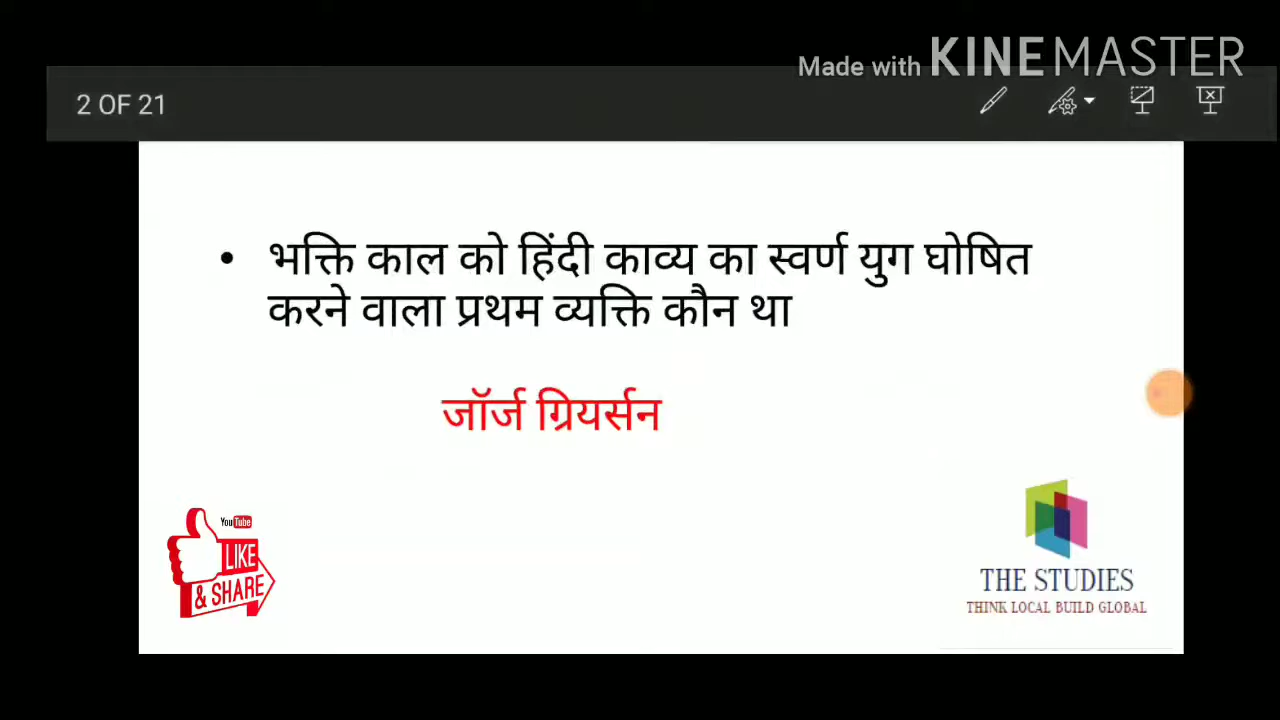 Made with KINEMASTER
2 OF 21
• भक्ति काल को हिंदी काव्य का स्वर्ण युग घोषित
करने वाला प्रथम व्यक्ति कौन था
जॉर्ज ग्रियर्सन
YouTube
LIKE
& SHARE
THE STUDIES
THINK LOCAL BUILD GLOBAL